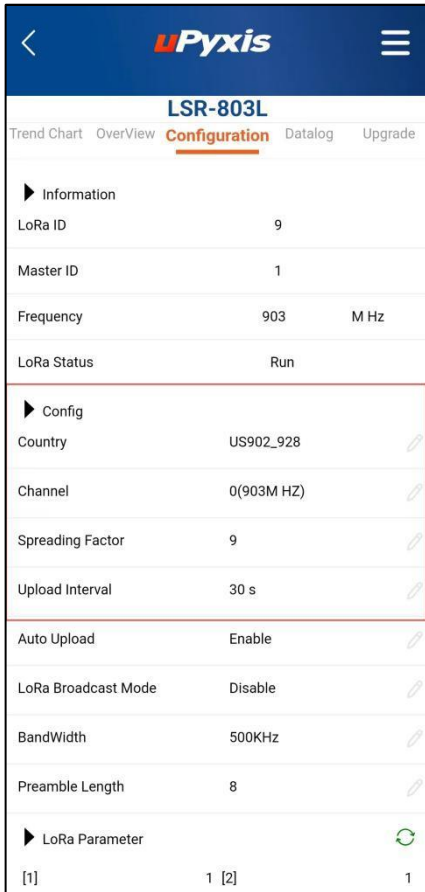 uPyxis
LSR-803L
Trend Chart OverView Configuration Datalog Upgrade
Information
LoRa ID 9
Master ID 1
Frequency 903 M Hz
LoRa Status Run
Config
Country US902_928
Channel 0(903M HZ)
Spreading Factor 9
Upload Interval 30 s
Auto Upload Enable
LoRa Broadcast Mode Disable
BandWidth 500KHz
Preamble Length 8
LoRa Parameter
[1] 1 [2] 1